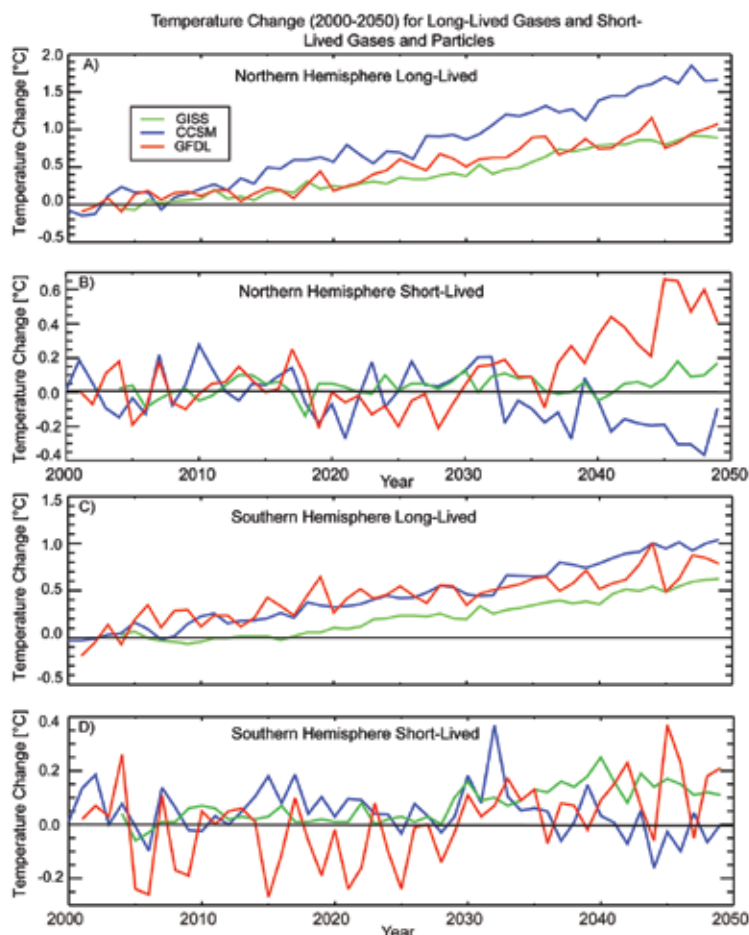 Temperature Change (2000-2050) for Long-Lived Gases and Short-
Lived Gases and Particles
A)
Northern Hemisphere Long-Lived
GISS
CCSM
GFDL
Temperature Change [°C]
2.0
1.5
1.0
0.5
0.0
-0.5
B)
Northern Hemisphere Short-Lived
Temperature Change [°C]
0.6
0.4
0.2
0.0
-0.2
-0.4
2000 2010 2020 2030 2040 2050
Year
C)
Southern Hemisphere Long-Lived
Temperature Change [°C]
1.5
1.0
0.5
0.0
-0.5
D)
Southern Hemisphere Short-Lived
Temperature Change [°C]
0.4
0.2
0.0
-0.2
2000 2010 2020 2030 2040 2050
Year